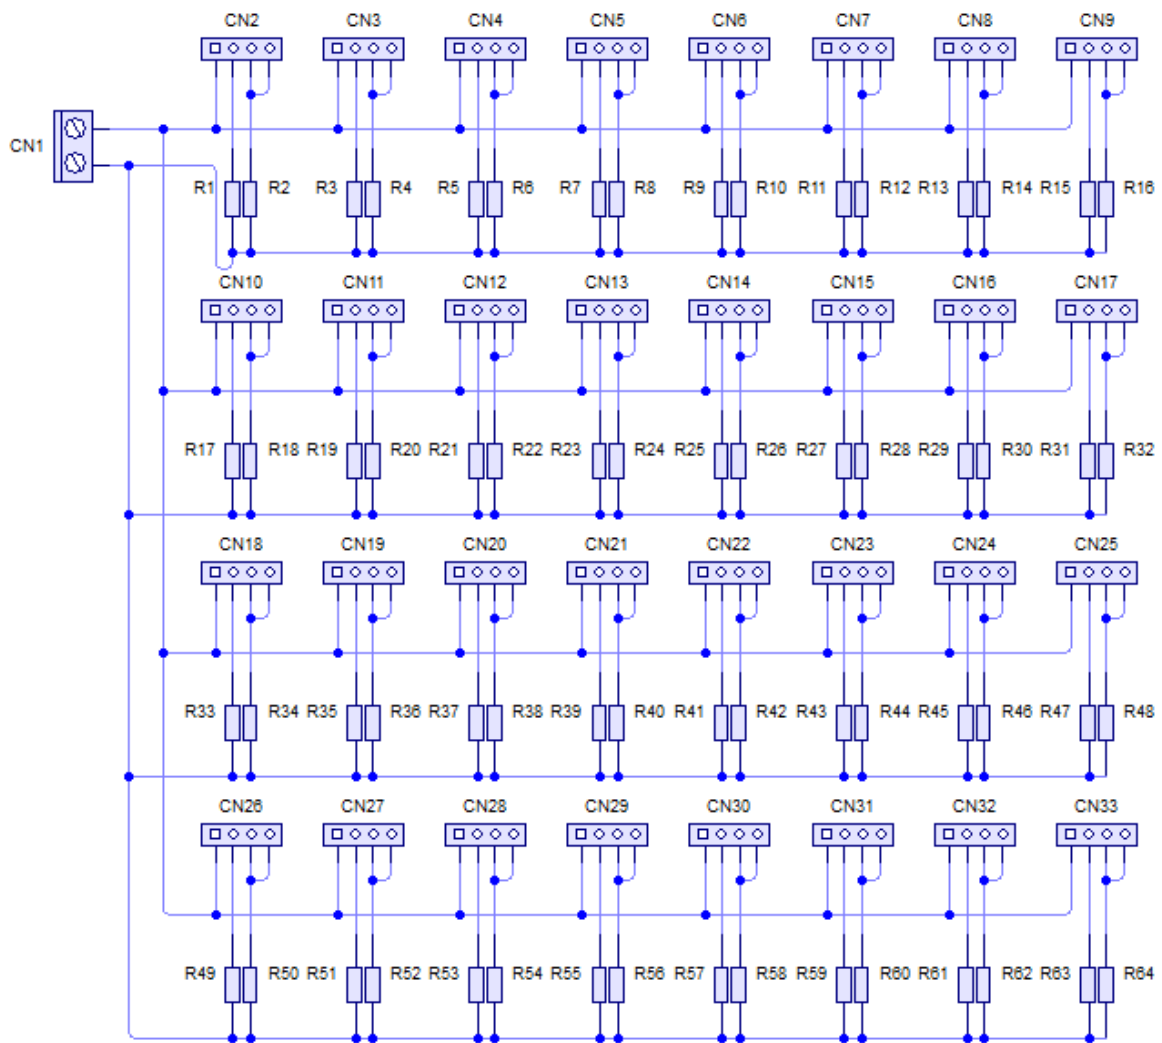 CN2 CN3 CN4 CN5 CN6 CN7 CN8 CN9
CN1
R1 R2 R3 R4 R5 R6 R7 R8 R9 R10 R11 R12 R13 R14 R15 R16
CN10 CN11 CN12 CN13 CN14 CN15 CN16 CN17
R17 R18 R19 R20 R21 R22 R23 R24 R25 R26 R27 R28 R29 R30 R31 R32
CN18 CN19 CN20 CN21 CN22 CN23 CN24 CN25
R33 R34 R35 R36 R37 R38 R39 R40 R41 R42 R43 R44 R45 R46 R47 R48
CN26 CN27 CN28 CN29 CN30 CN31 CN32 CN33
R49 R50 R51 R52 R53 R54 R55 R56 R57 R58 R59 R60 R61 R62 R63 R64